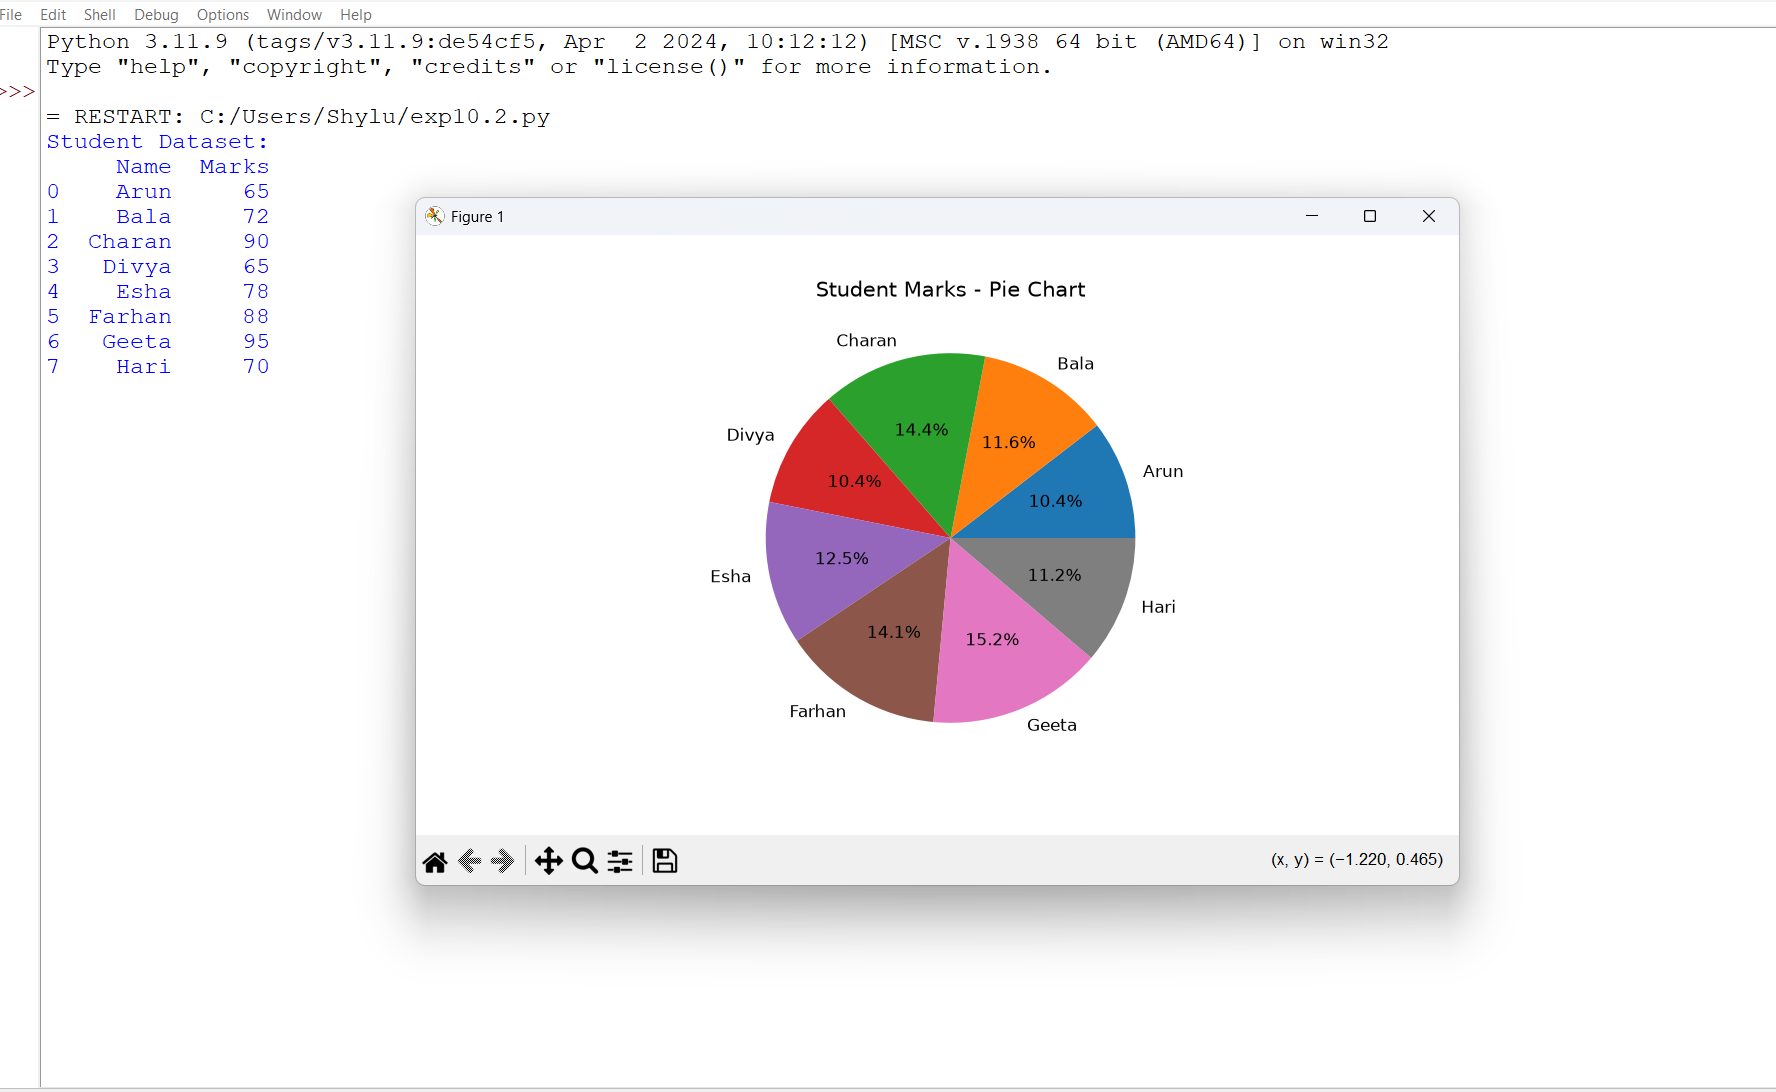 File Edit Shell Debug Options Window Help
Python 3.11.9 (tags/v3.11.9:de54cf5, Apr  2 2024, 10:12:12) [MSC v.1938 64 bit (AMD64)] on win32
Type "help", "copyright", "credits" or "license()" for more information.
>>>
= RESTART: C:/Users/Shylu/exp10.2.py
Student Dataset:
Name Marks
0 Arun 65
1 Bala 72
2 Charan 90
3 Divya 65
4 Esha 78
5 Farhan 88
6 Geeta 95
7 Hari 70
Figure 1
Student Marks - Pie Chart
Charan
Bala
Divya
14.4%
11.6%
Arun
10.4%
10.4%
12.5%
Esha
11.2%
Hari
14.1%
15.2%
Farhan
Geeta
(x, y) = (−1.220, 0.465)